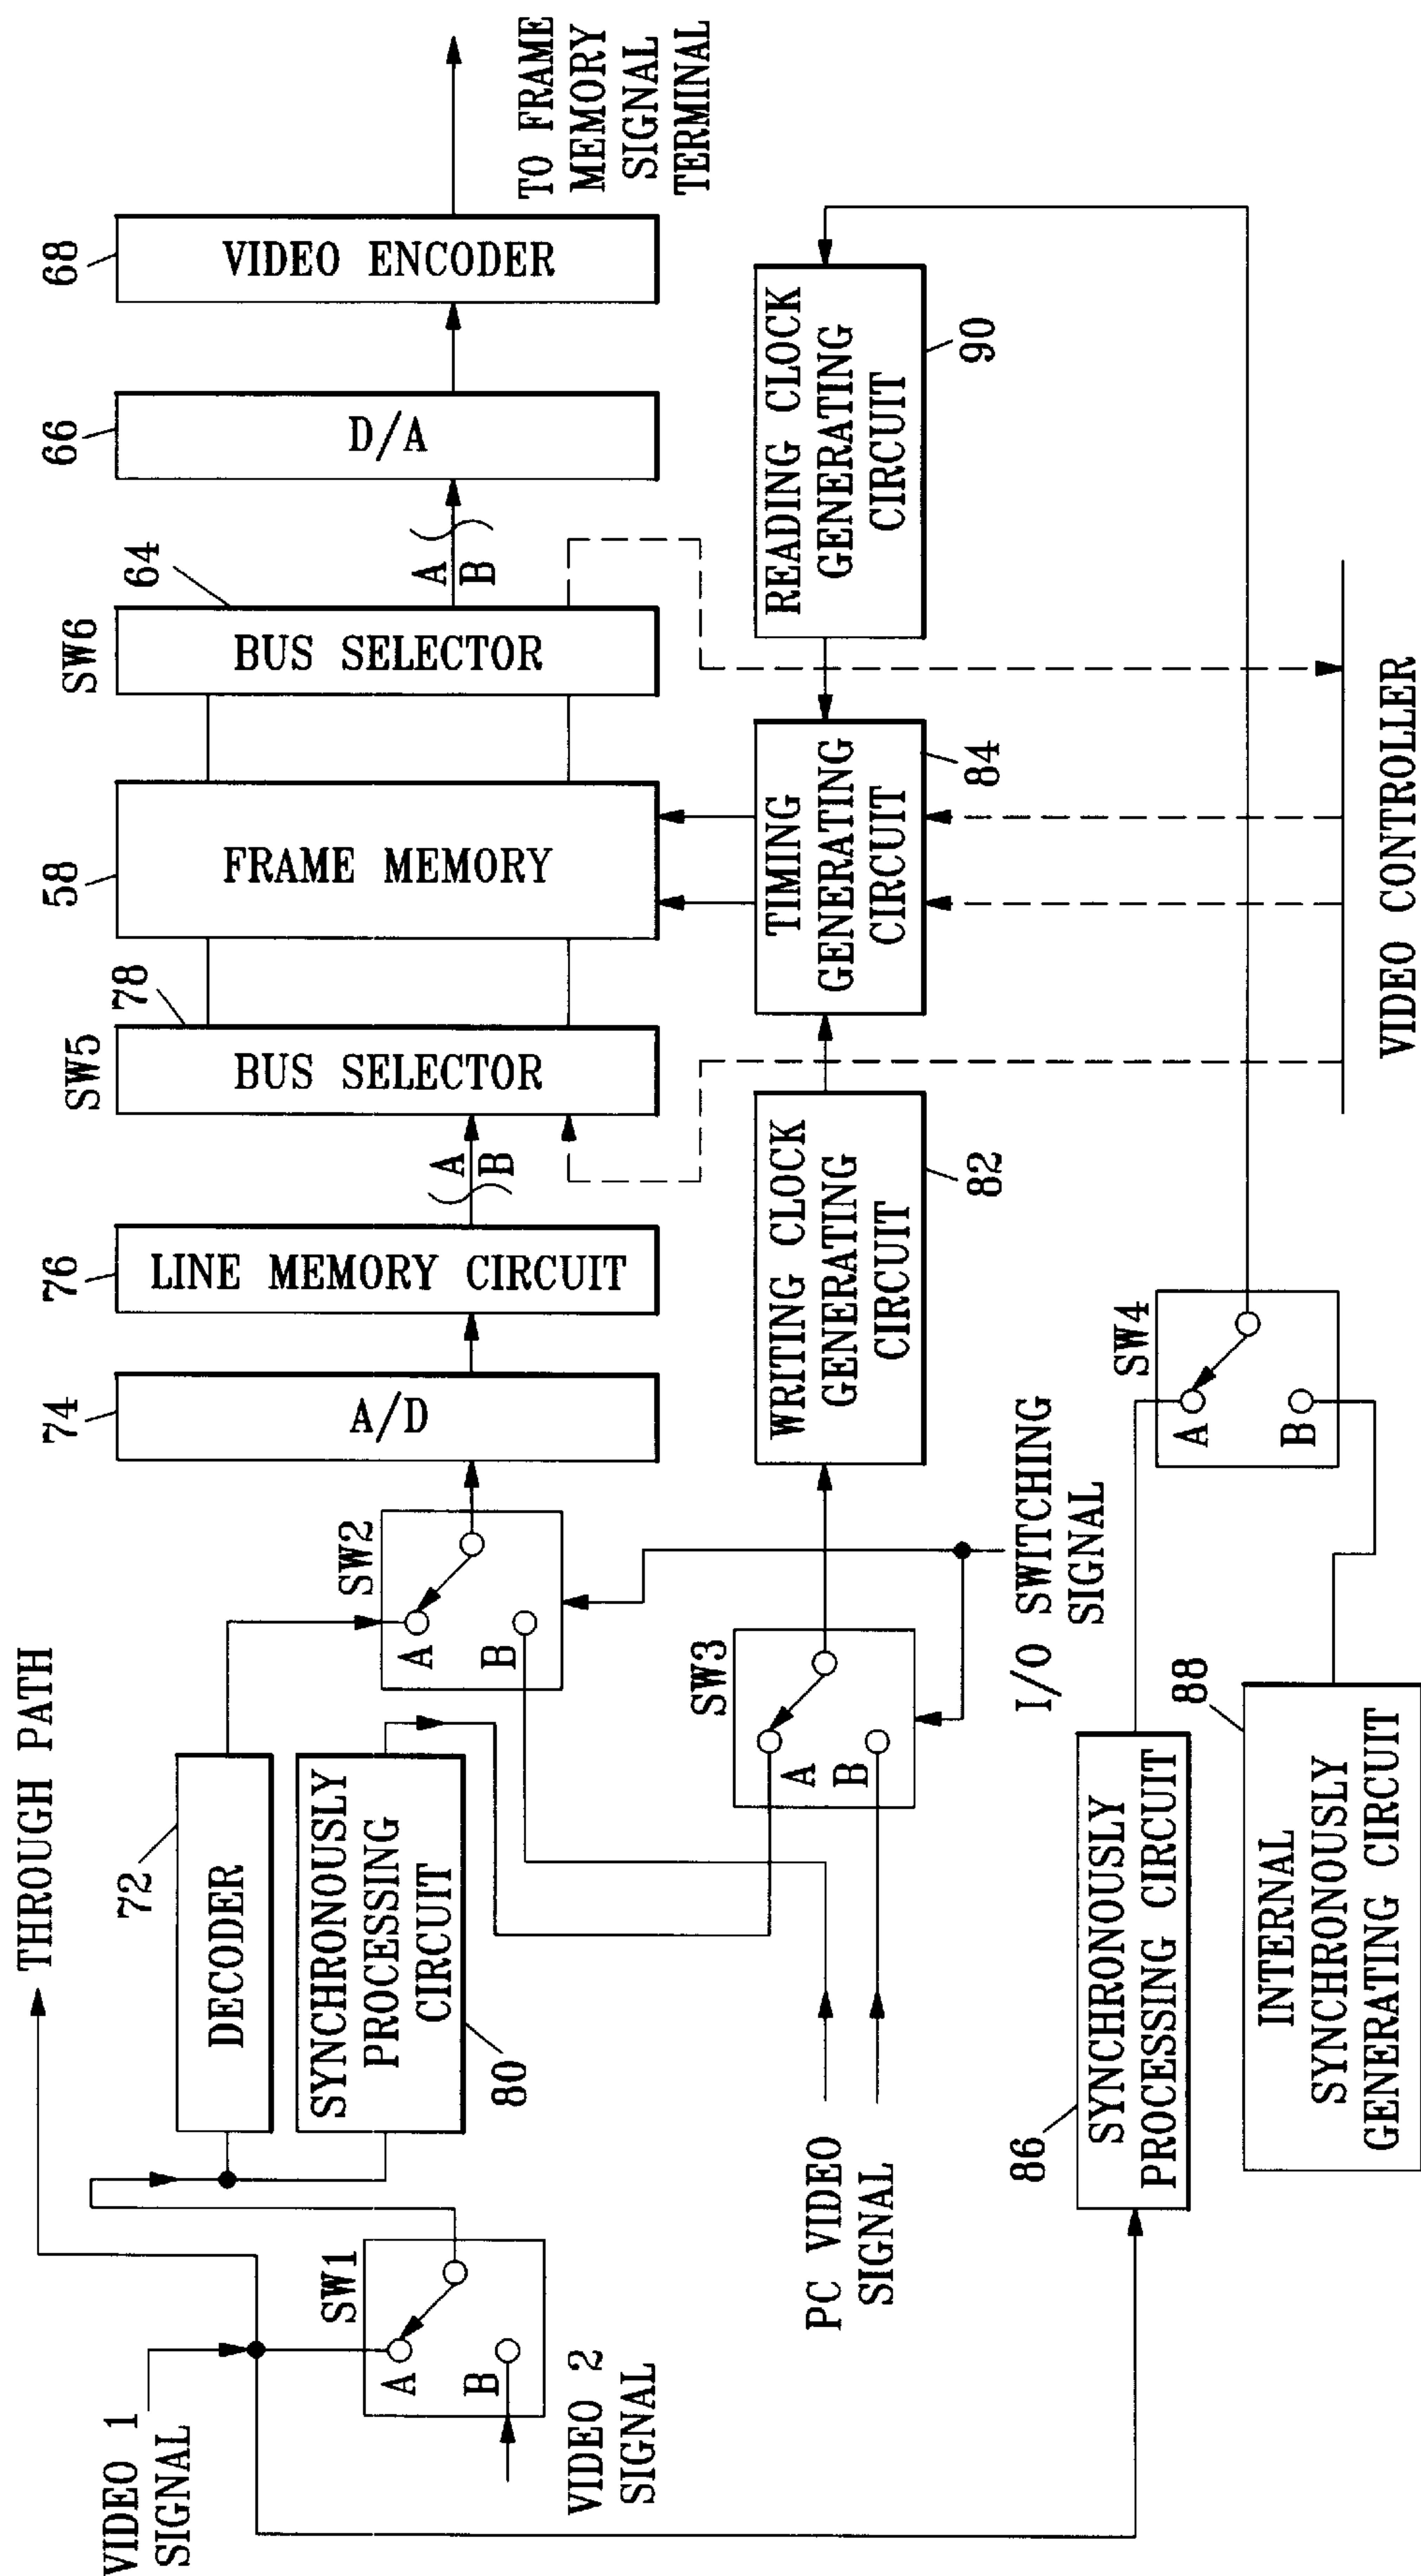 VIDEO 1
SIGNAL
THROUGH PATH
SW1
A
B
VIDEO 2
SIGNAL
72
DECODER
SYNCHRONOUSLY
PROCESSING
CIRCUIT
80
SW2
A
B
74
A/D
76
LINE MEMORY CIRCUIT
A
B
SW5
78
BUS SELECTOR
58
FRAME MEMORY
SW6
64
BUS SELECTOR
A
B
66
D/A
68
VIDEO ENCODER
TO FRAME
MEMORY
SIGNAL
TERMINAL
PC VIDEO
SIGNAL
SW3
A
B
I/O SWITCHING
SIGNAL
WRITING CLOCK
GENERATING
CIRCUIT
82
TIMING
GENERATING
CIRCUIT
84
READING CLOCK
GENERATING
CIRCUIT
90
86
SYNCHRONOUSLY
PROCESSING CIRCUIT
88
INTERNAL
SYNCHRONOUSLY
GENERATING CIRCUIT
SW4
A
B
VIDEO CONTROLLER